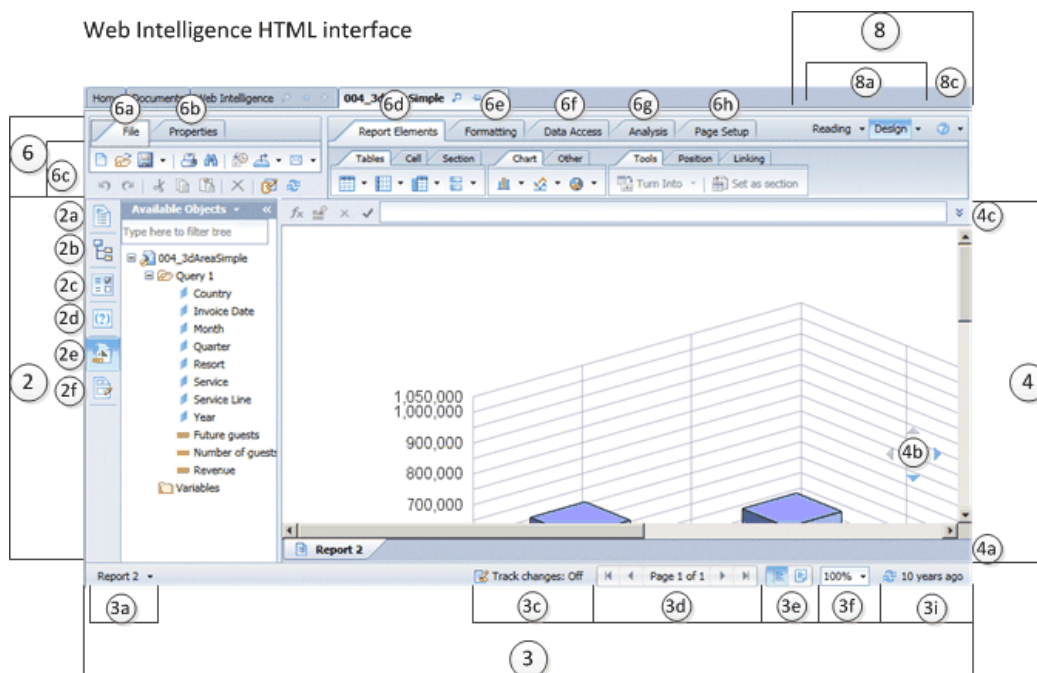 Web Intelligence HTML interface
8
8a
8c
Home Documents Web Intelligence 004_3dAreaSimple
6a
6b
6d
6e
6f
6g
6h
File Properties
Report Elements Formatting Data Access Analysis Page Setup
Reading Design
6
6c
Tables Cell Section Chart Other Tools Position Linking
Turn Into Set as section
2a
Available Objects
4c
Type here to filter tree
2b
004_3dAreaSimple
Query 1
2c
Country
Invoice Date
2d
Month
Quarter
2e
Resort
2
Service
2f
4
Service Line
1,050,000
Year
1,000,000
Future guests
900,000
Number of guests
4b
Revenue
800,000
Variables
700,000
Report 2
4a
Report 2
Track changes: Off
Page 1 of 1
100%
10 years ago
3a
3c
3d
3e
3f
3i
3